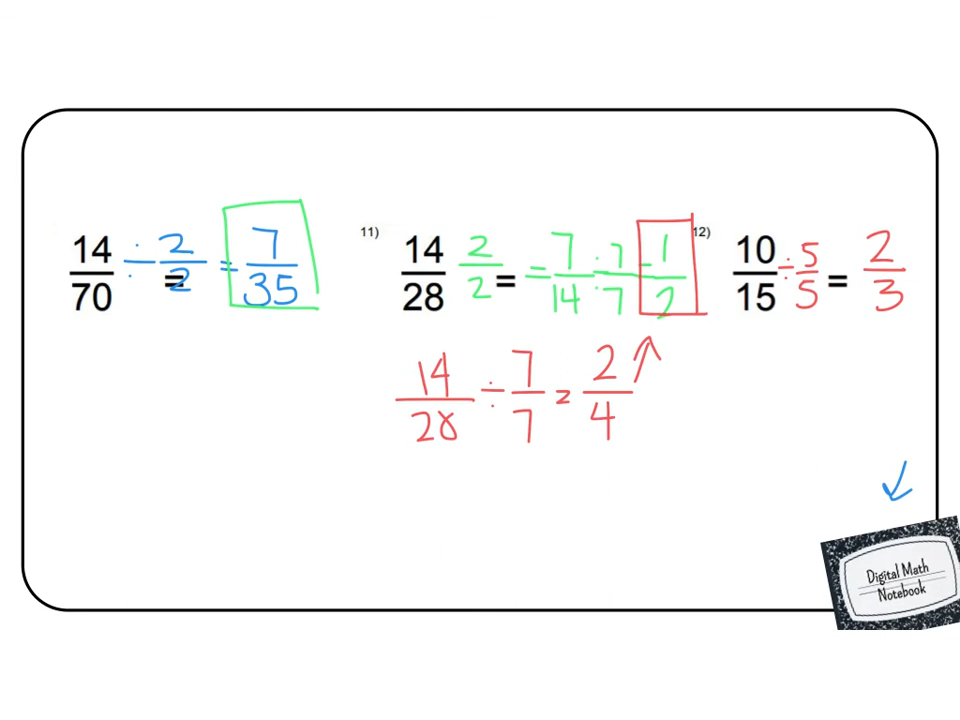 14/70 ÷ 2/2 = = 7/35
11) 14/28 2/2 = = 7/14 ÷ 7/7 = 1/2
12) 10/15 ÷ 5/5 = 2/3
14/28 ÷ 7/7 = 2/4
Digital Math
Notebook